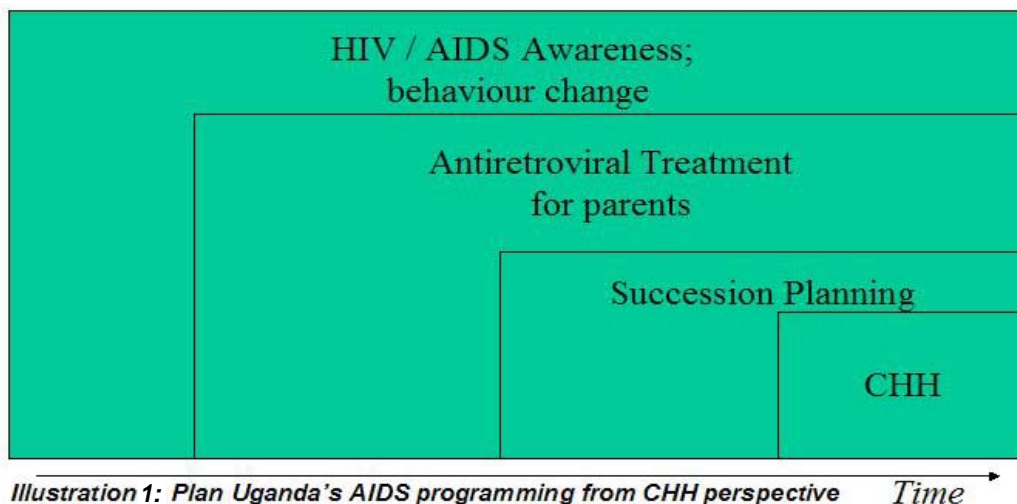 HIV / AIDS Awareness;
behaviour change
Antiretroviral Treatment
for parents
Succession Planning
CHH
Time
Illustration 1: Plan Uganda's AIDS programming from CHH perspective